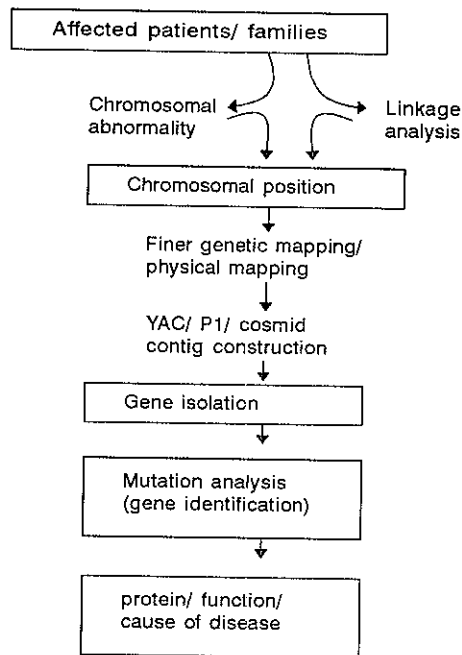 Affected patients/ families
Chromosomal
abnormality
Linkage
analysis
Chromosomal position
Finer genetic mapping/
physical mapping
YAC/ P1/ cosmid
contig construction
Gene isolation
Mutation analysis
(gene identification)
protein/ function/
cause of disease